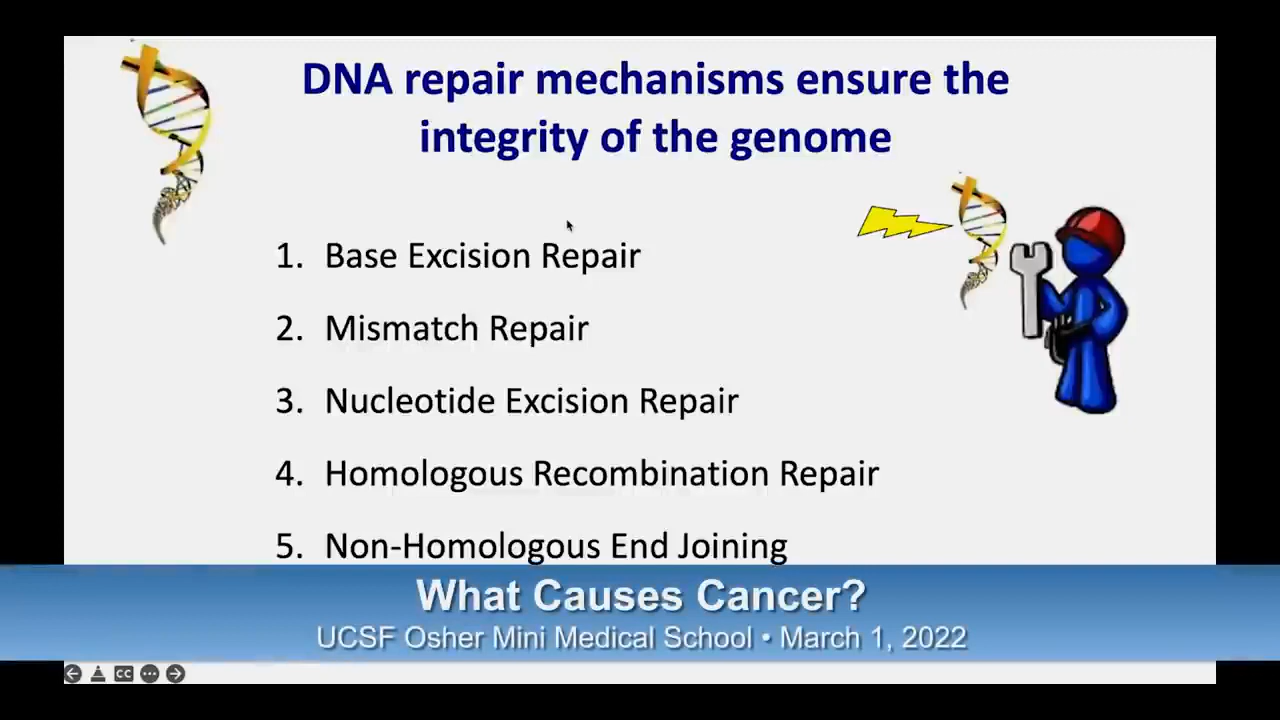 DNA repair mechanisms ensure the
integrity of the genome
1. Base Excision Repair
2. Mismatch Repair
3. Nucleotide Excision Repair
4. Homologous Recombination Repair
5. Non-Homologous End Joining
What Causes Cancer?
UCSF Osher Mini Medical School • March 1, 2022
CC